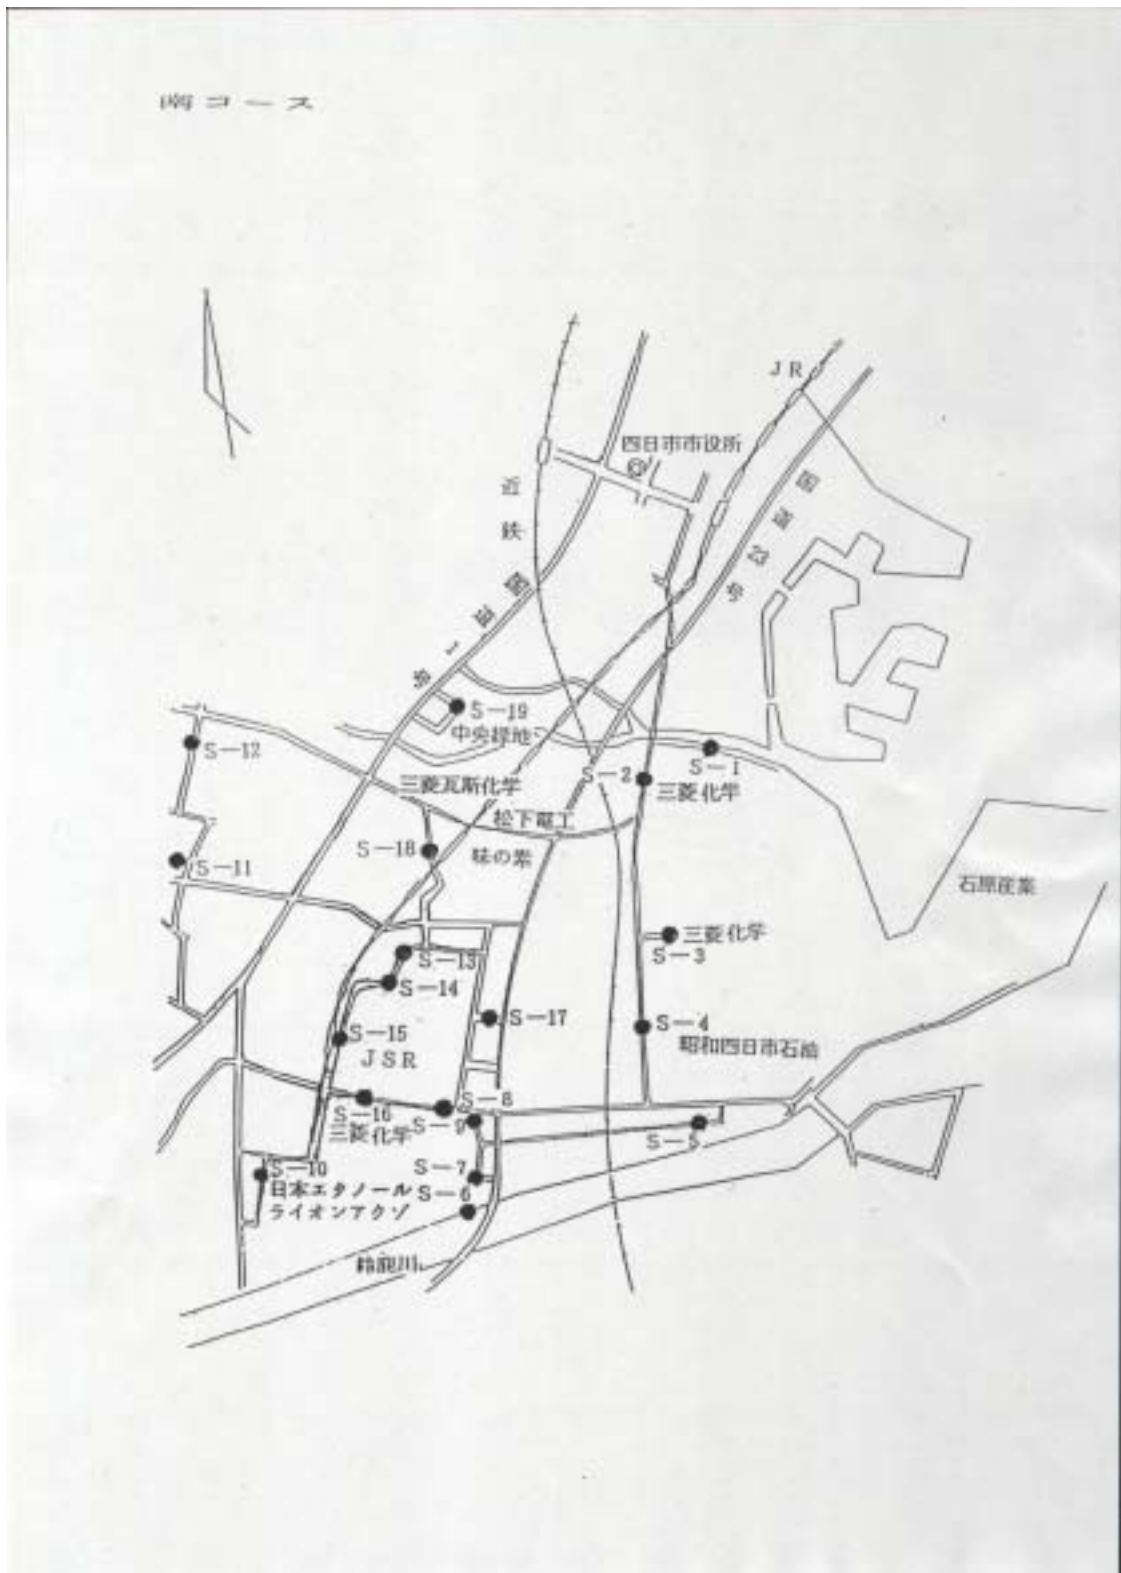 南コース
JR
四日市市役所
近鉄
国道23号
国道1号
S-19
中央緑地
S-12
S-1
S-2
三菱化学
三菱瓦斯化学
松下電工
S-18
味の素
S-11
石原産業
三菱化学
S-3
S-13
S-14
S-17
S-4
昭和四日市石油
S-15
JSR
S-8
S-16
三菱化学
S-9
S-5
S-10
S-7
日本エタノール
S-6
ライオンアクゾ
鈴鹿川